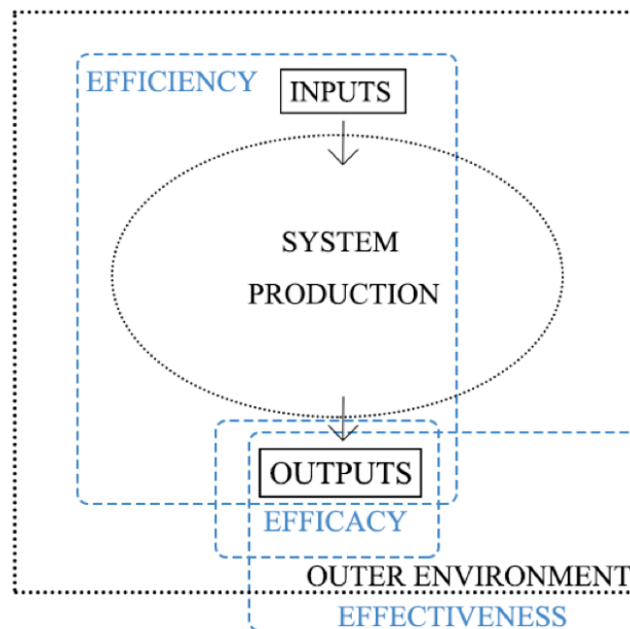 EFFICIENCY
INPUTS
SYSTEM
PRODUCTION
OUTPUTS
EFFICACY
OUTER ENVIRONMENT
EFFECTIVENESS